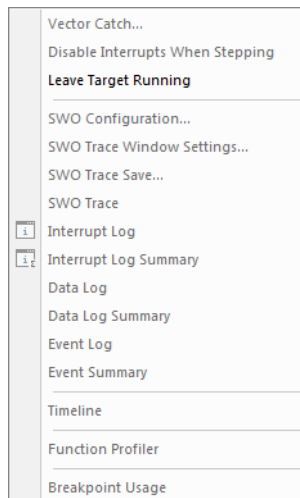 Vector Catch...
Disable Interrupts When Stepping
Leave Target Running
SWO Configuration...
SWO Trace Window Settings...
SWO Trace Save...
SWO Trace
Interrupt Log
Interrupt Log Summary
Data Log
Data Log Summary
Event Log
Event Summary
Timeline
Function Profiler
Breakpoint Usage